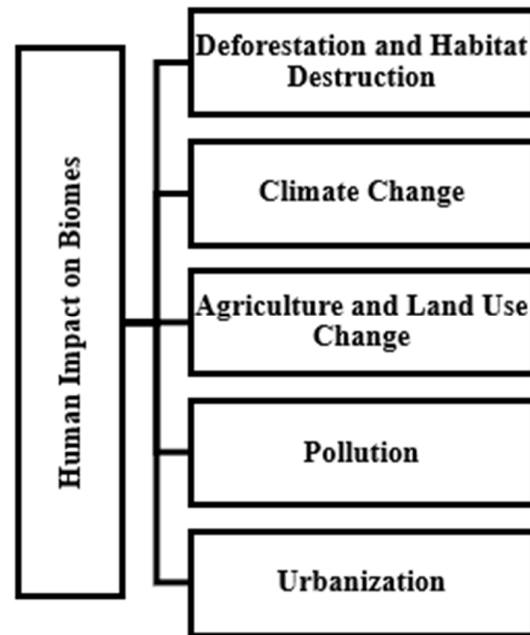 Human Impact on Biomes
Deforestation and Habitat
Destruction
Climate Change
Agriculture and Land Use
Change
Pollution
Urbanization